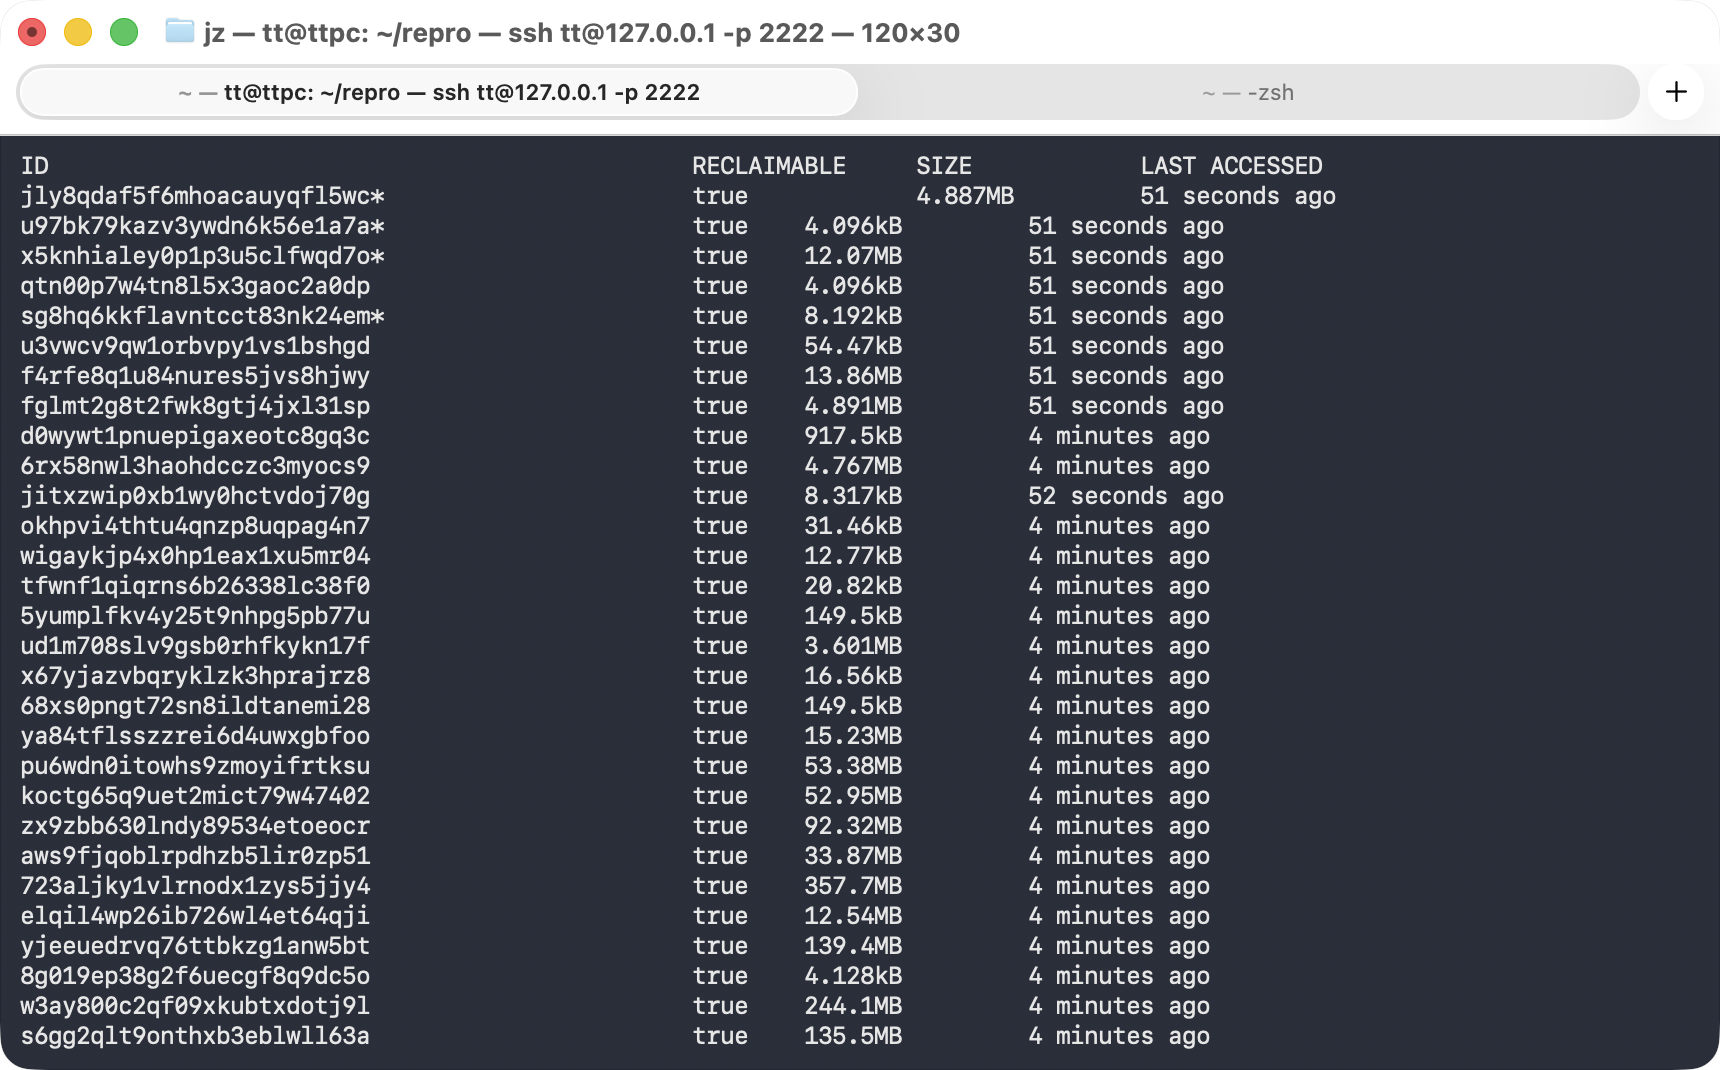 jz — tt@ttpc: ~/repro — ssh tt@127.0.0.1 -p 2222 — 120×30
~ — tt@ttpc: ~/repro — ssh tt@127.0.0.1 -p 2222    ~ — -zsh    +
ID    RECLAIMABLE    SIZE    LAST ACCESSED
jly8qdaf5f6mhoacauyqfl5wc*    true    4.887MB    51 seconds ago
u97bk79kazv3ywdn6k56e1a7a*    true    4.096kB    51 seconds ago
x5knhialey0p1p3u5clfwqd7o*    true    12.07MB    51 seconds ago
qtn00p7w4tn8l5x3gaoc2a0dp    true    4.096kB    51 seconds ago
sg8hq6kkflavntcct83nk24em*    true    8.192kB    51 seconds ago
u3vwcv9qw1orbvpy1vs1bshgd    true    54.47kB    51 seconds ago
f4rfe8q1u84nures5jvs8hjwy    true    13.86MB    51 seconds ago
fglmt2g8t2fwk8gtj4jxl31sp    true    4.891MB    51 seconds ago
d0wywt1pnuepigaxeotc8gq3c    true    917.5kB    4 minutes ago
6rx58nwl3haohdcczc3myocs9    true    4.767MB    4 minutes ago
jitxzwip0xb1wy0hctvdoj70g    true    8.317kB    52 seconds ago
okhpvi4thtu4qnzp8uqpag4n7    true    31.46kB    4 minutes ago
wigaykjp4x0hp1eax1xu5mr04    true    12.77kB    4 minutes ago
tfwnf1qiqrns6b26338lc38f0    true    20.82kB    4 minutes ago
5yumplfkv4y25t9nhpg5pb77u    true    149.5kB    4 minutes ago
ud1m708slv9gsb0rhfkykn17f    true    3.601MB    4 minutes ago
x67yjazvbqryklzk3hprajrz8    true    16.56kB    4 minutes ago
68xs0pngt72sn8ildtanemi28    true    149.5kB    4 minutes ago
ya84tflsszzrei6d4uwxgbfoo    true    15.23MB    4 minutes ago
pu6wdn0itowhs9zmoyifrtksu    true    53.38MB    4 minutes ago
koctg65q9uet2mict79w47402    true    52.95MB    4 minutes ago
zx9zbb630lndy89534etoeocr    true    92.32MB    4 minutes ago
aws9fjqoblrpdhzb5lir0zp51    true    33.87MB    4 minutes ago
723aljky1vlrnodx1zys5jjy4    true    357.7MB    4 minutes ago
elqil4wp26ib726wl4et64qji    true    12.54MB    4 minutes ago
yjeeuedrvq76ttbkzg1anw5bt    true    139.4MB    4 minutes ago
8g019ep38g2f6uecgf8q9dc5o    true    4.128kB    4 minutes ago
w3ay800c2qf09xkubtxdotj9l    true    244.1MB    4 minutes ago
s6gg2qlt9onthxb3eblwll63a    true    135.5MB    4 minutes ago